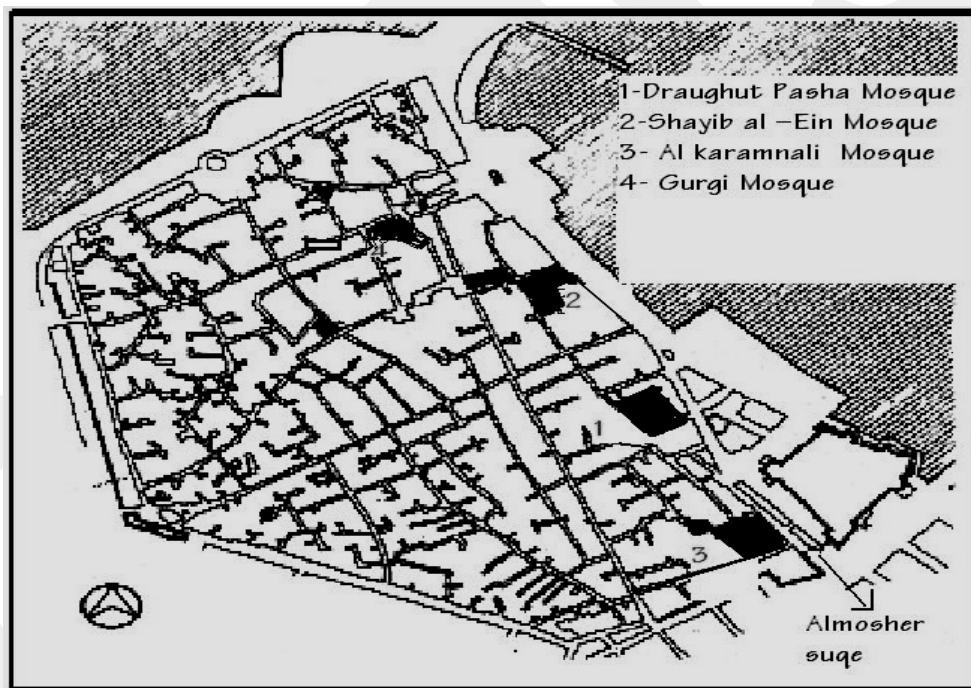 1-Draughut Pasha Mosque
2-Shayib al -Ein Mosque
3- Al karamnali Mosque
4- Gurgi Mosque
4
2
1
3
Almosher
suqe